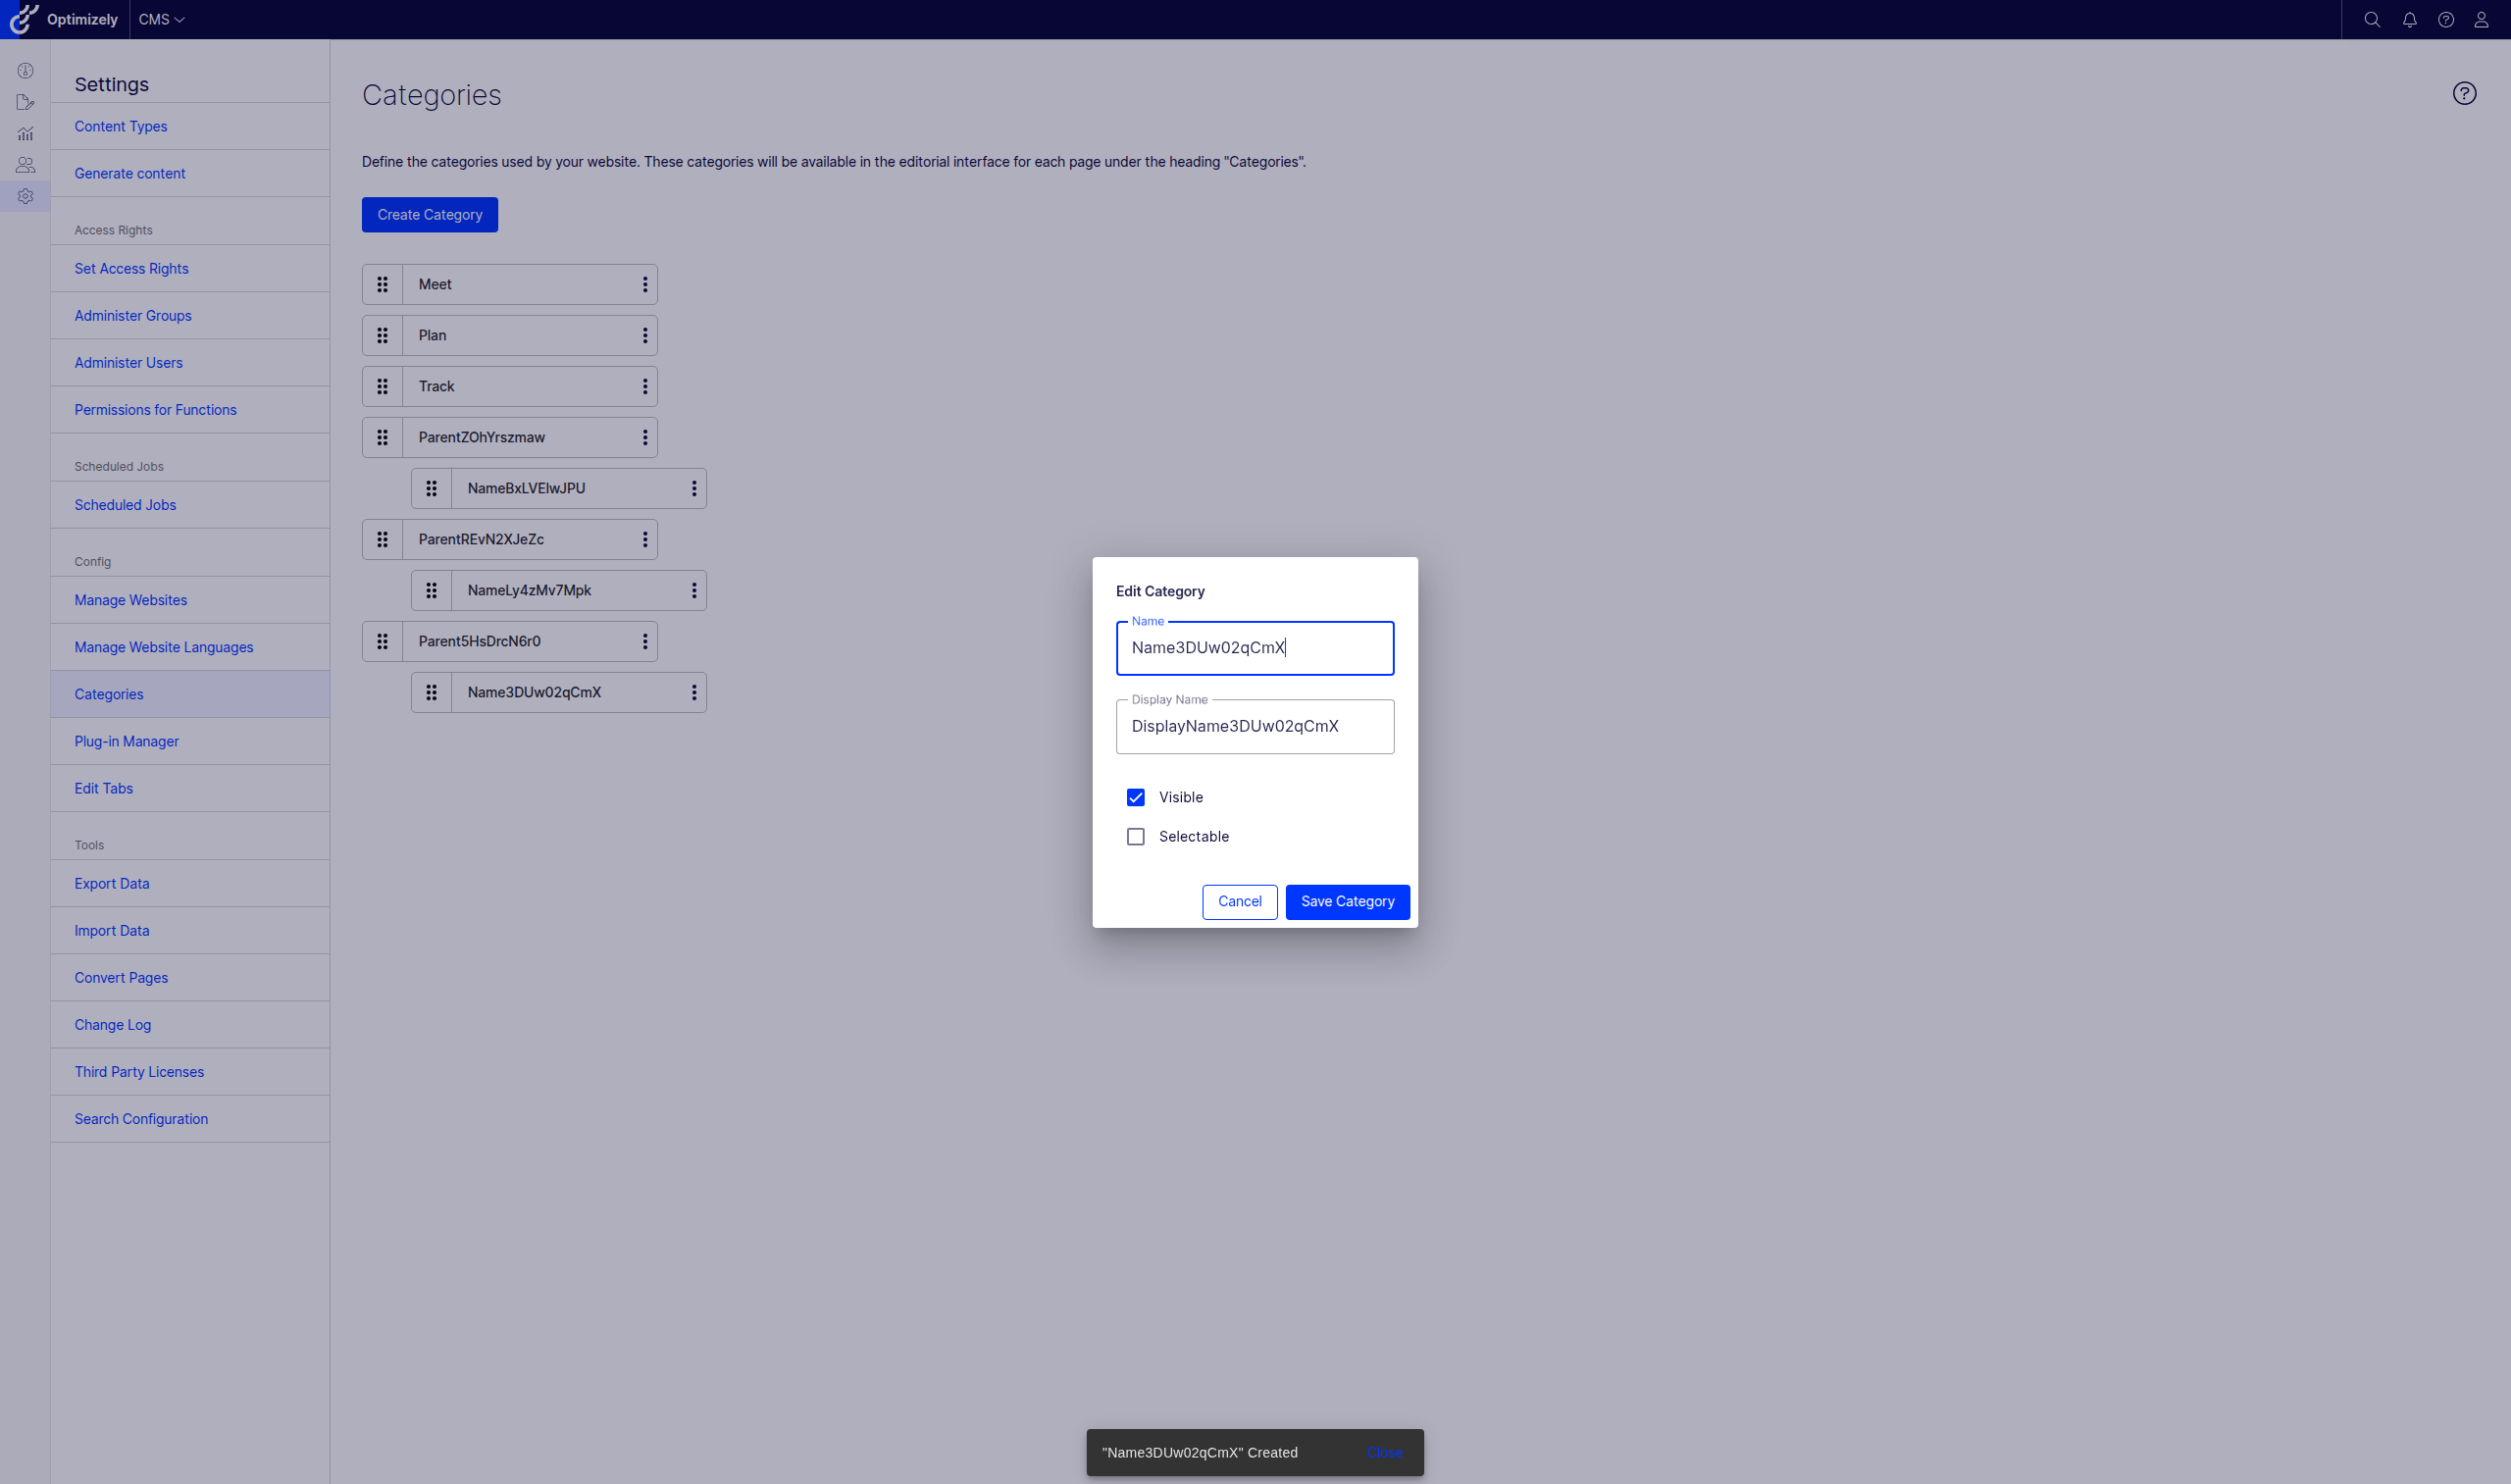 Optimizely
CMS
Settings
Content Types
Generate content
Access Rights
Set Access Rights
Administer Groups
Administer Users
Permissions for Functions
Scheduled Jobs
Scheduled Jobs
Config
Manage Websites
Manage Website Languages
Categories
Plug-in Manager
Edit Tabs
Tools
Export Data
Import Data
Convert Pages
Change Log
Third Party Licenses
Search Configuration
Categories
Define the categories used by your website. These categories will be available in the editorial interface for each page under the heading "Categories".
Create Category
Meet
Plan
Track
ParentZOhYrszmaw
NameBxLVElwJPU
ParentREvN2XJeZc
NameLy4zMv7Mpk
Parent5HsDrcN6r0
Name3DUw02qCmX
Edit Category
Name
Name3DUw02qCmX
Display Name
DisplayName3DUw02qCmX
Visible
Selectable
Cancel
Save Category
"Name3DUw02qCmX" Created
Close